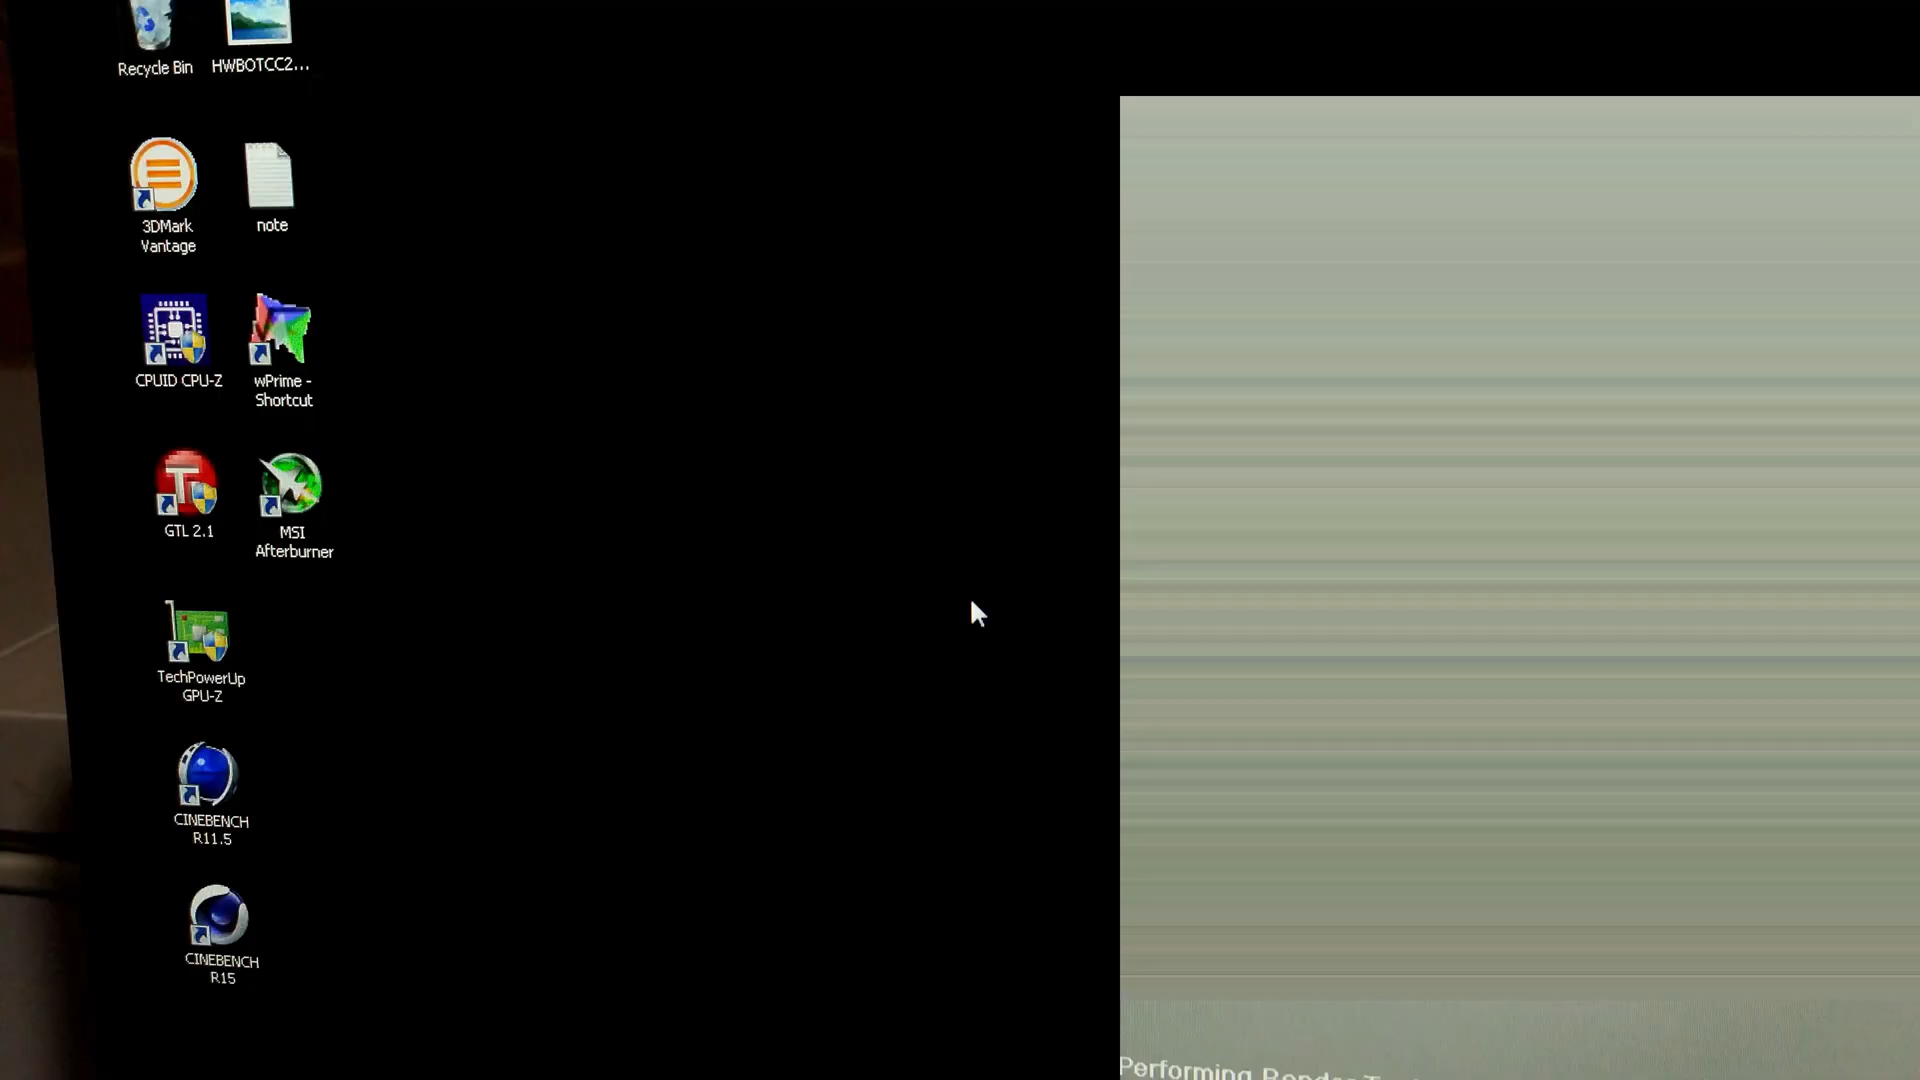 Recycle Bin
HWBOTCC2...
3DMark
Vantage
note
CPUID CPU-Z
wPrime -
Shortcut
GTL 2.1
MSI
Afterburner
TechPowerUp
GPU-Z
CINEBENCH
R11.5
CINEBENCH
R15
Performing Render